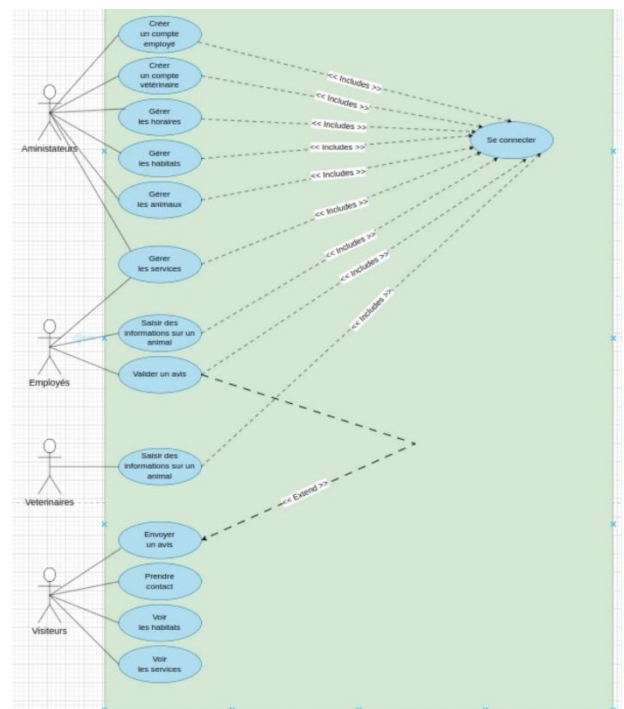 Créer
un compte
employé
<< Includes >>
Créer
un compte
vétérinaire
<< Includes >>
Gérer
les horaires
<< Includes >>
Se connecter
Aministateurs
Gérer
les habitats
<< Includes >>
Gérer
les animaux
<< Includes >>
<< Includes >>
Gérer
les services
<< Includes >>
<< Includes >>
<< Includes >>
Saisir des
informations sur un
animal
Valider un avis
Employés
Saisir des
informations sur un
animal
Veterinaires
<< Extend >>
Envoyer
un avis
Prendre
contact
Visiteurs
Voir
les habitats
Voir
les services